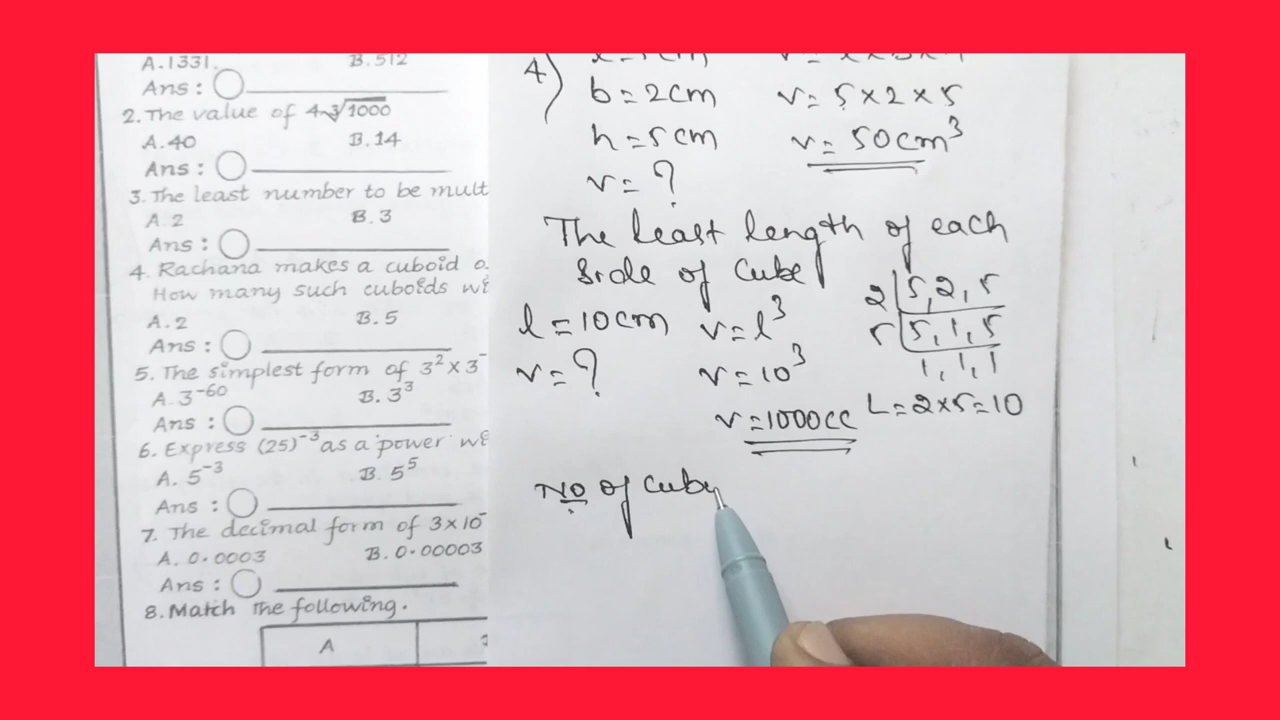 A.1331. B.512
Ans :
2. The value of 4∛1000
A.40 B.14
Ans :
3. The least number to be mult
A.2 B.3
Ans :
4. Rachana makes a cuboid o
How many such cuboids wi
A.2 B.5
Ans :
5. The simplest form of 3² x 3⁻
A. 3⁻⁶⁰ B. 3³
Ans :
6. Express (25)⁻³ as a power wi
A. 5⁻³ B. 5⁵
Ans :
7. The decimal form of 3x10⁻
A. 0.0003 B. 0.00003
Ans :
8. Match the following.
A
4)
b = 2cm v = 5 x 2 x 5
h = 5cm v = 50cm³
v = ?
The least length of each
side of cube
2 | 5, 2, 5
l = 10cm v = l³ 5 | 5, 1, 5
v = ? v = 10³ 1, 1, 1
v = 1000cc L = 2x5 = 10
No of cube